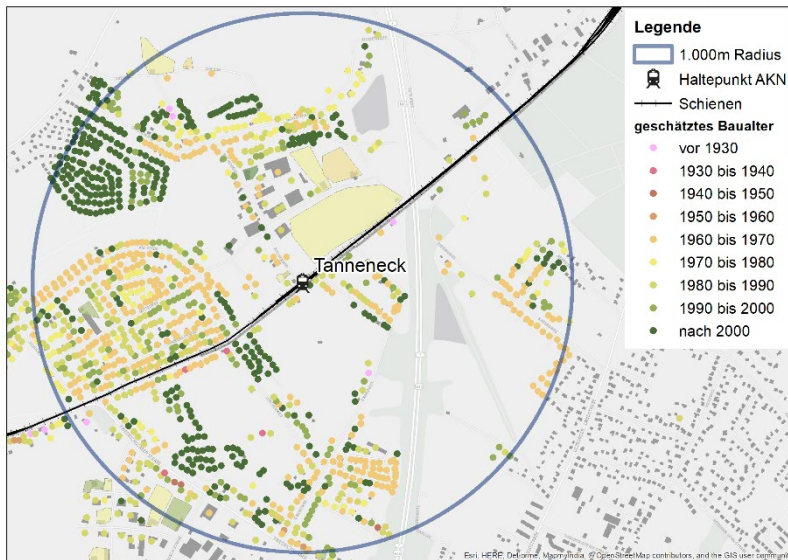 Legende
1.000m Radius
Haltepunkt AKN
Schienen
geschätztes Baualter
vor 1930
1930 bis 1940
1940 bis 1950
1950 bis 1960
1960 bis 1970
1970 bis 1980
1980 bis 1990
1990 bis 2000
nach 2000
Tanneneck
Esri, HERE, DeLorme, MapmyIndia, © OpenStreetMap contributors, and the GIS user communi